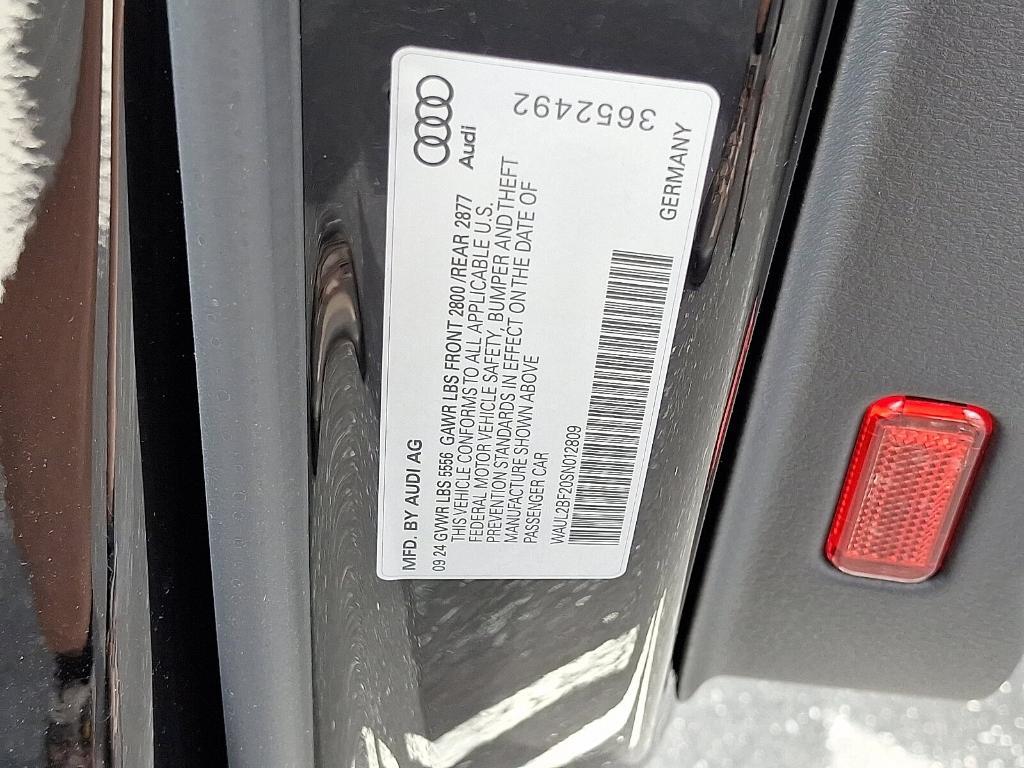 MFD. BY AUDI AG
Audi
09 24 GVWR LBS 5556 GAWR LBS FRONT 2800 /REAR 2877
THIS VEHICLE CONFORMS TO ALL APPLICABLE U.S.
FEDERAL MOTOR VEHICLE SAFETY, BUMPER AND THEFT
PREVENTION STANDARDS IN EFFECT ON THE DATE OF
MANUFACTURE SHOWN ABOVE
PASSENGER CAR
WAUL2BF20SN012809
GERMANY
3652492